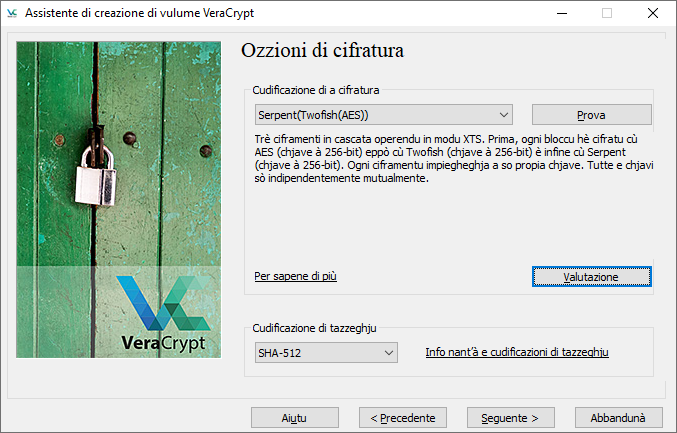 Assistente di creazione di vulume VeraCrypt
Ozzioni di cifratura
Cudificazione di a cifratura
Serpent(Twofish(AES))
Prova
Trè ciframenti in cascata operendu in modu XTS. Prima, ogni bloccu hè cifratu cù
AES (chjave à 256-bit) eppò cù Twofish (chjave à 256-bit) è infine cù Serpent
(chjave à 256-bit). Ogni ciframentu impiegheghja a so propia chjave. Tutte e chjavi
sò indipendentemente mutualmente.
Per sapene di più
Valutazione
VeraCrypt
Cudificazione di tazzeghju
SHA-512
Info nant'à e cudificazioni di tazzeghju
Aiutu
< Precedente
Seguente >
Abbandunà